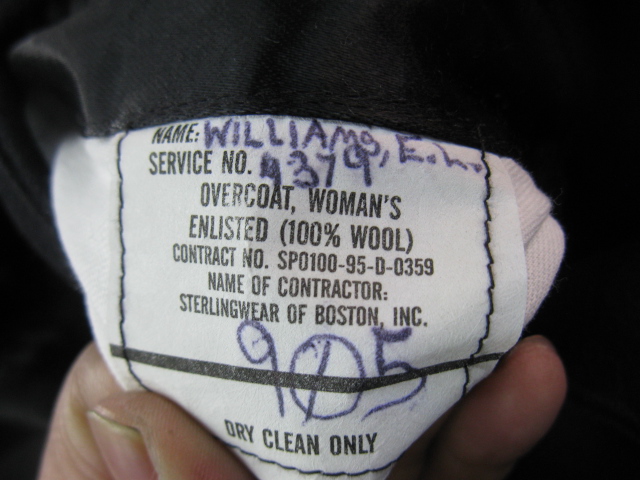 NAME: WILLIAMS, E.L.
SERVICE NO. 4379
OVERCOAT, WOMAN'S
ENLISTED (100% WOOL)
CONTRACT NO. SP0100-95-D-0359
NAME OF CONTRACTOR:
STERLINGWEAR OF BOSTON, INC.
905
DRY CLEAN ONLY